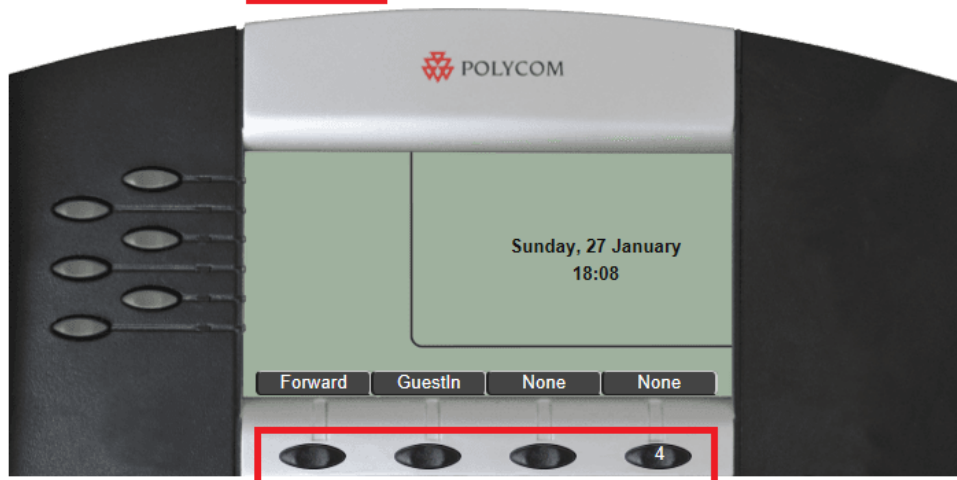 POLYCOM
Sunday, 27 January
18:08
Forward GuestIn None None
4